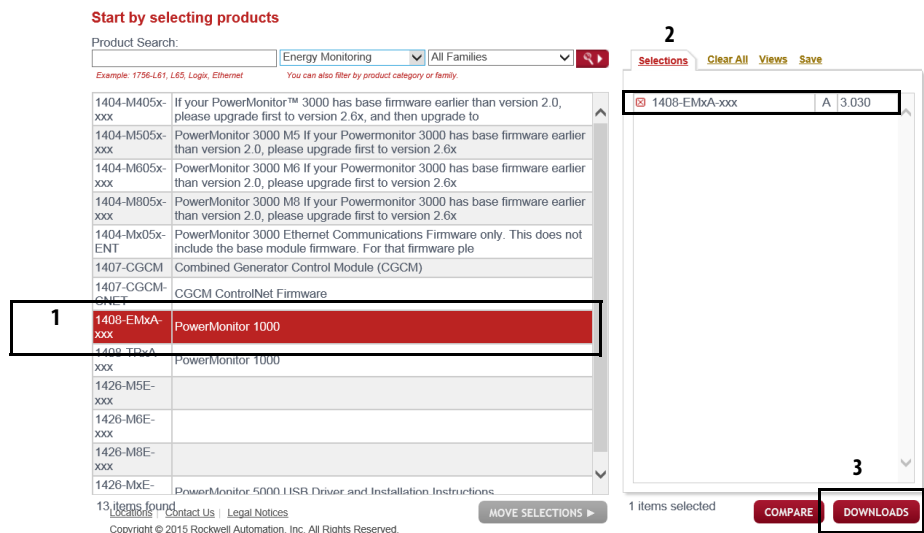 Start by selecting products
Product Search:
Energy Monitoring
All Families
Example: 1756-L61, L65, Logix, Ethernet
You can also filter by product category or family.
2
Selections Clear All Views Save
1404-M405x-xxx If your PowerMonitor™ 3000 has base firmware earlier than version 2.0,
please upgrade first to version 2.6x, and then upgrade to
1404-M505x-xxx PowerMonitor 3000 M5 If your Powermonitor 3000 has base firmware earlier
than version 2.0, please upgrade first to version 2.6x
1404-M605x-xxx PowerMonitor 3000 M6 If your Powermonitor 3000 has base firmware earlier
than version 2.0, please upgrade first to version 2.6x
1404-M805x-xxx PowerMonitor 3000 M8 If your Powermonitor 3000 has base firmware earlier
than version 2.0, please upgrade first to version 2.6x
1404-Mx05x-ENT PowerMonitor 3000 Ethernet Communications Firmware only. This does not
include the base module firmware. For that firmware ple
1407-CGCM Combined Generator Control Module (CGCM)
1407-CGCM-CNET CGCM ControlNet Firmware
1
1408-EMxA-xxx PowerMonitor 1000
1408-TRxA-xxx PowerMonitor 1000
1426-M5E-xxx
1426-M6E-xxx
1426-M8E-xxx
1426-MxE- PowerMonitor 5000 USB Driver and Installation Instructions
13 items found
MOVE SELECTIONS
Locations | Contact Us | Legal Notices
Copyright © 2015 Rockwell Automation, Inc. All Rights Reserved.
1408-EMxA-xxx A 3.030
3
1 items selected
COMPARE
DOWNLOADS